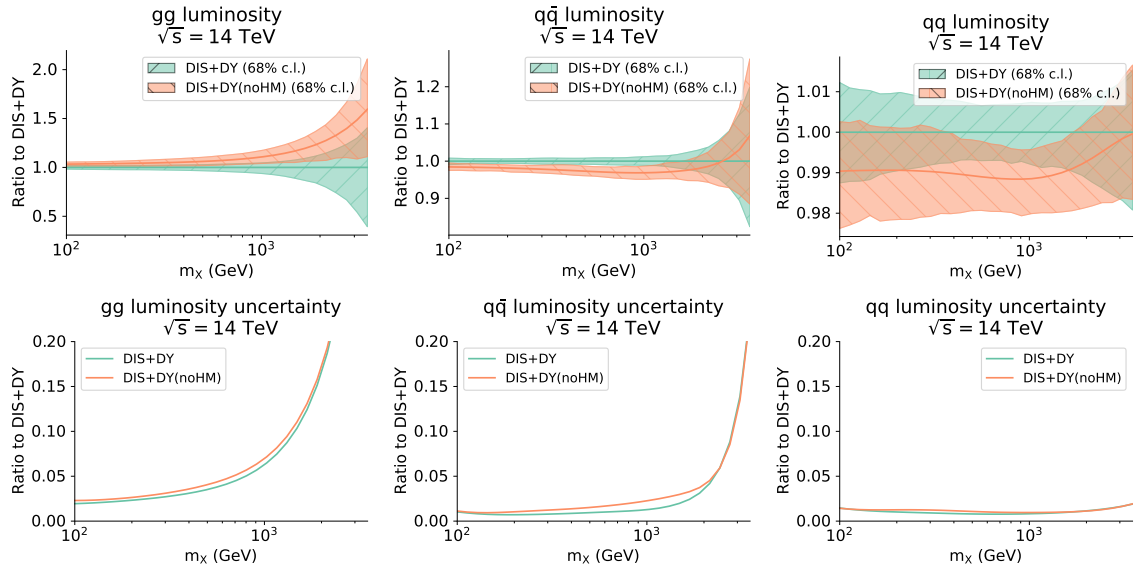 gg luminosity
√s = 14 TeV
Ratio to DIS+DY
2.0
1.5
1.0
0.5
DIS+DY (68% c.l.)
DIS+DY(noHM) (68% c.l.)
10²
10³
mX (GeV)
qq̄ luminosity
√s = 14 TeV
Ratio to DIS+DY
1.2
1.1
1.0
0.9
DIS+DY (68% c.l.)
DIS+DY(noHM) (68% c.l.)
10²
10³
mX (GeV)
qq luminosity
√s = 14 TeV
Ratio to DIS+DY
1.01
1.00
0.99
0.98
DIS+DY (68% c.l.)
DIS+DY(noHM) (68% c.l.)
10²
10³
mX (GeV)
gg luminosity uncertainty
√s = 14 TeV
Ratio to DIS+DY
0.20
0.15
0.10
0.05
0.00
DIS+DY
DIS+DY(noHM)
10²
10³
mX (GeV)
qq̄ luminosity uncertainty
√s = 14 TeV
Ratio to DIS+DY
0.20
0.15
0.10
0.05
0.00
DIS+DY
DIS+DY(noHM)
10²
10³
mX (GeV)
qq luminosity uncertainty
√s = 14 TeV
Ratio to DIS+DY
0.20
0.15
0.10
0.05
0.00
DIS+DY
DIS+DY(noHM)
10²
10³
mX (GeV)